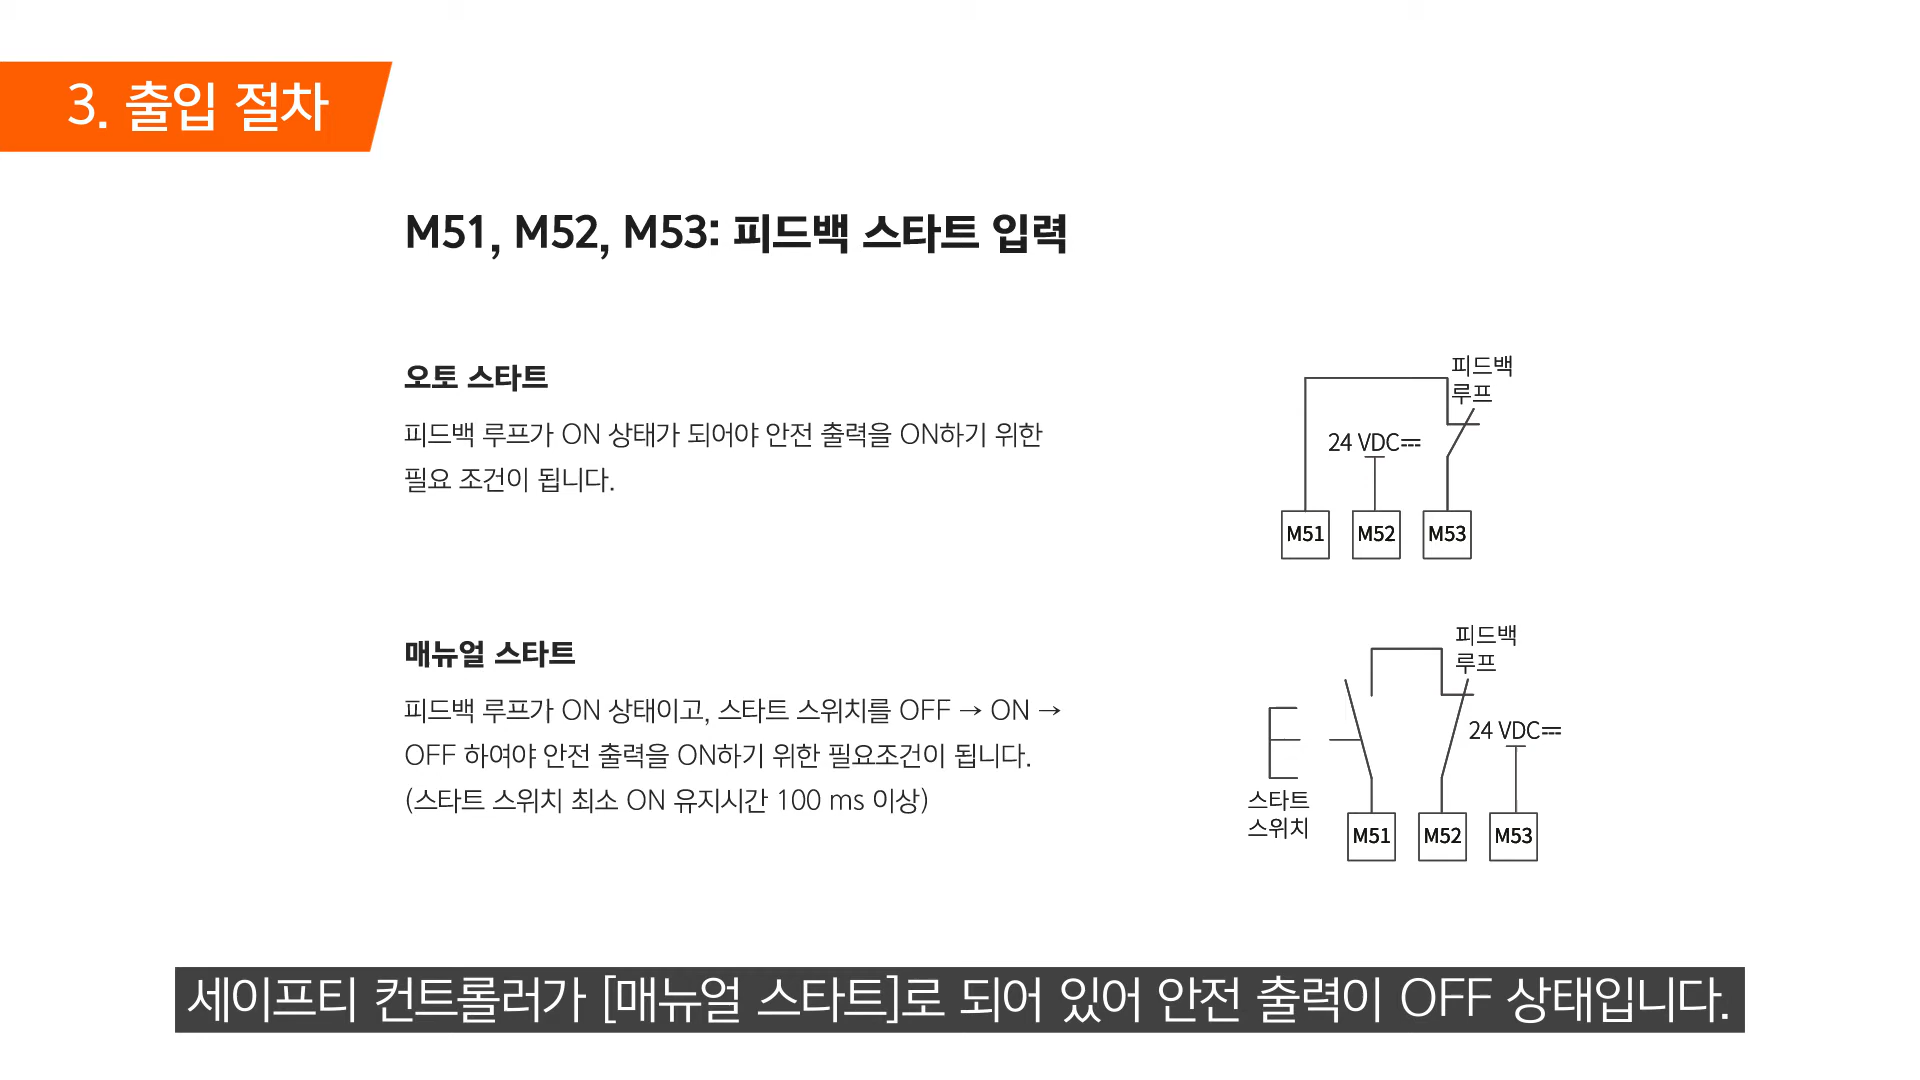 3. 출입 절차
M51, M52, M53: 피드백 스타트 입력
오토 스타트
피드백 루프가 ON 상태가 되어야 안전 출력을 ON하기 위한
필요 조건이 됩니다.
피드백
루프
24 VDC⎓
M51
M52
M53
매뉴얼 스타트
피드백 루프가 ON 상태이고, 스타트 스위치를 OFF → ON →
OFF 하여야 안전 출력을 ON하기 위한 필요조건이 됩니다.
(스타트 스위치 최소 ON 유지시간 100 ms 이상)
피드백
루프
24 VDC⎓
스타트
스위치
M51
M52
M53
세이프티 컨트롤러가 [매뉴얼 스타트]로 되어 있어 안전 출력이 OFF 상태입니다.